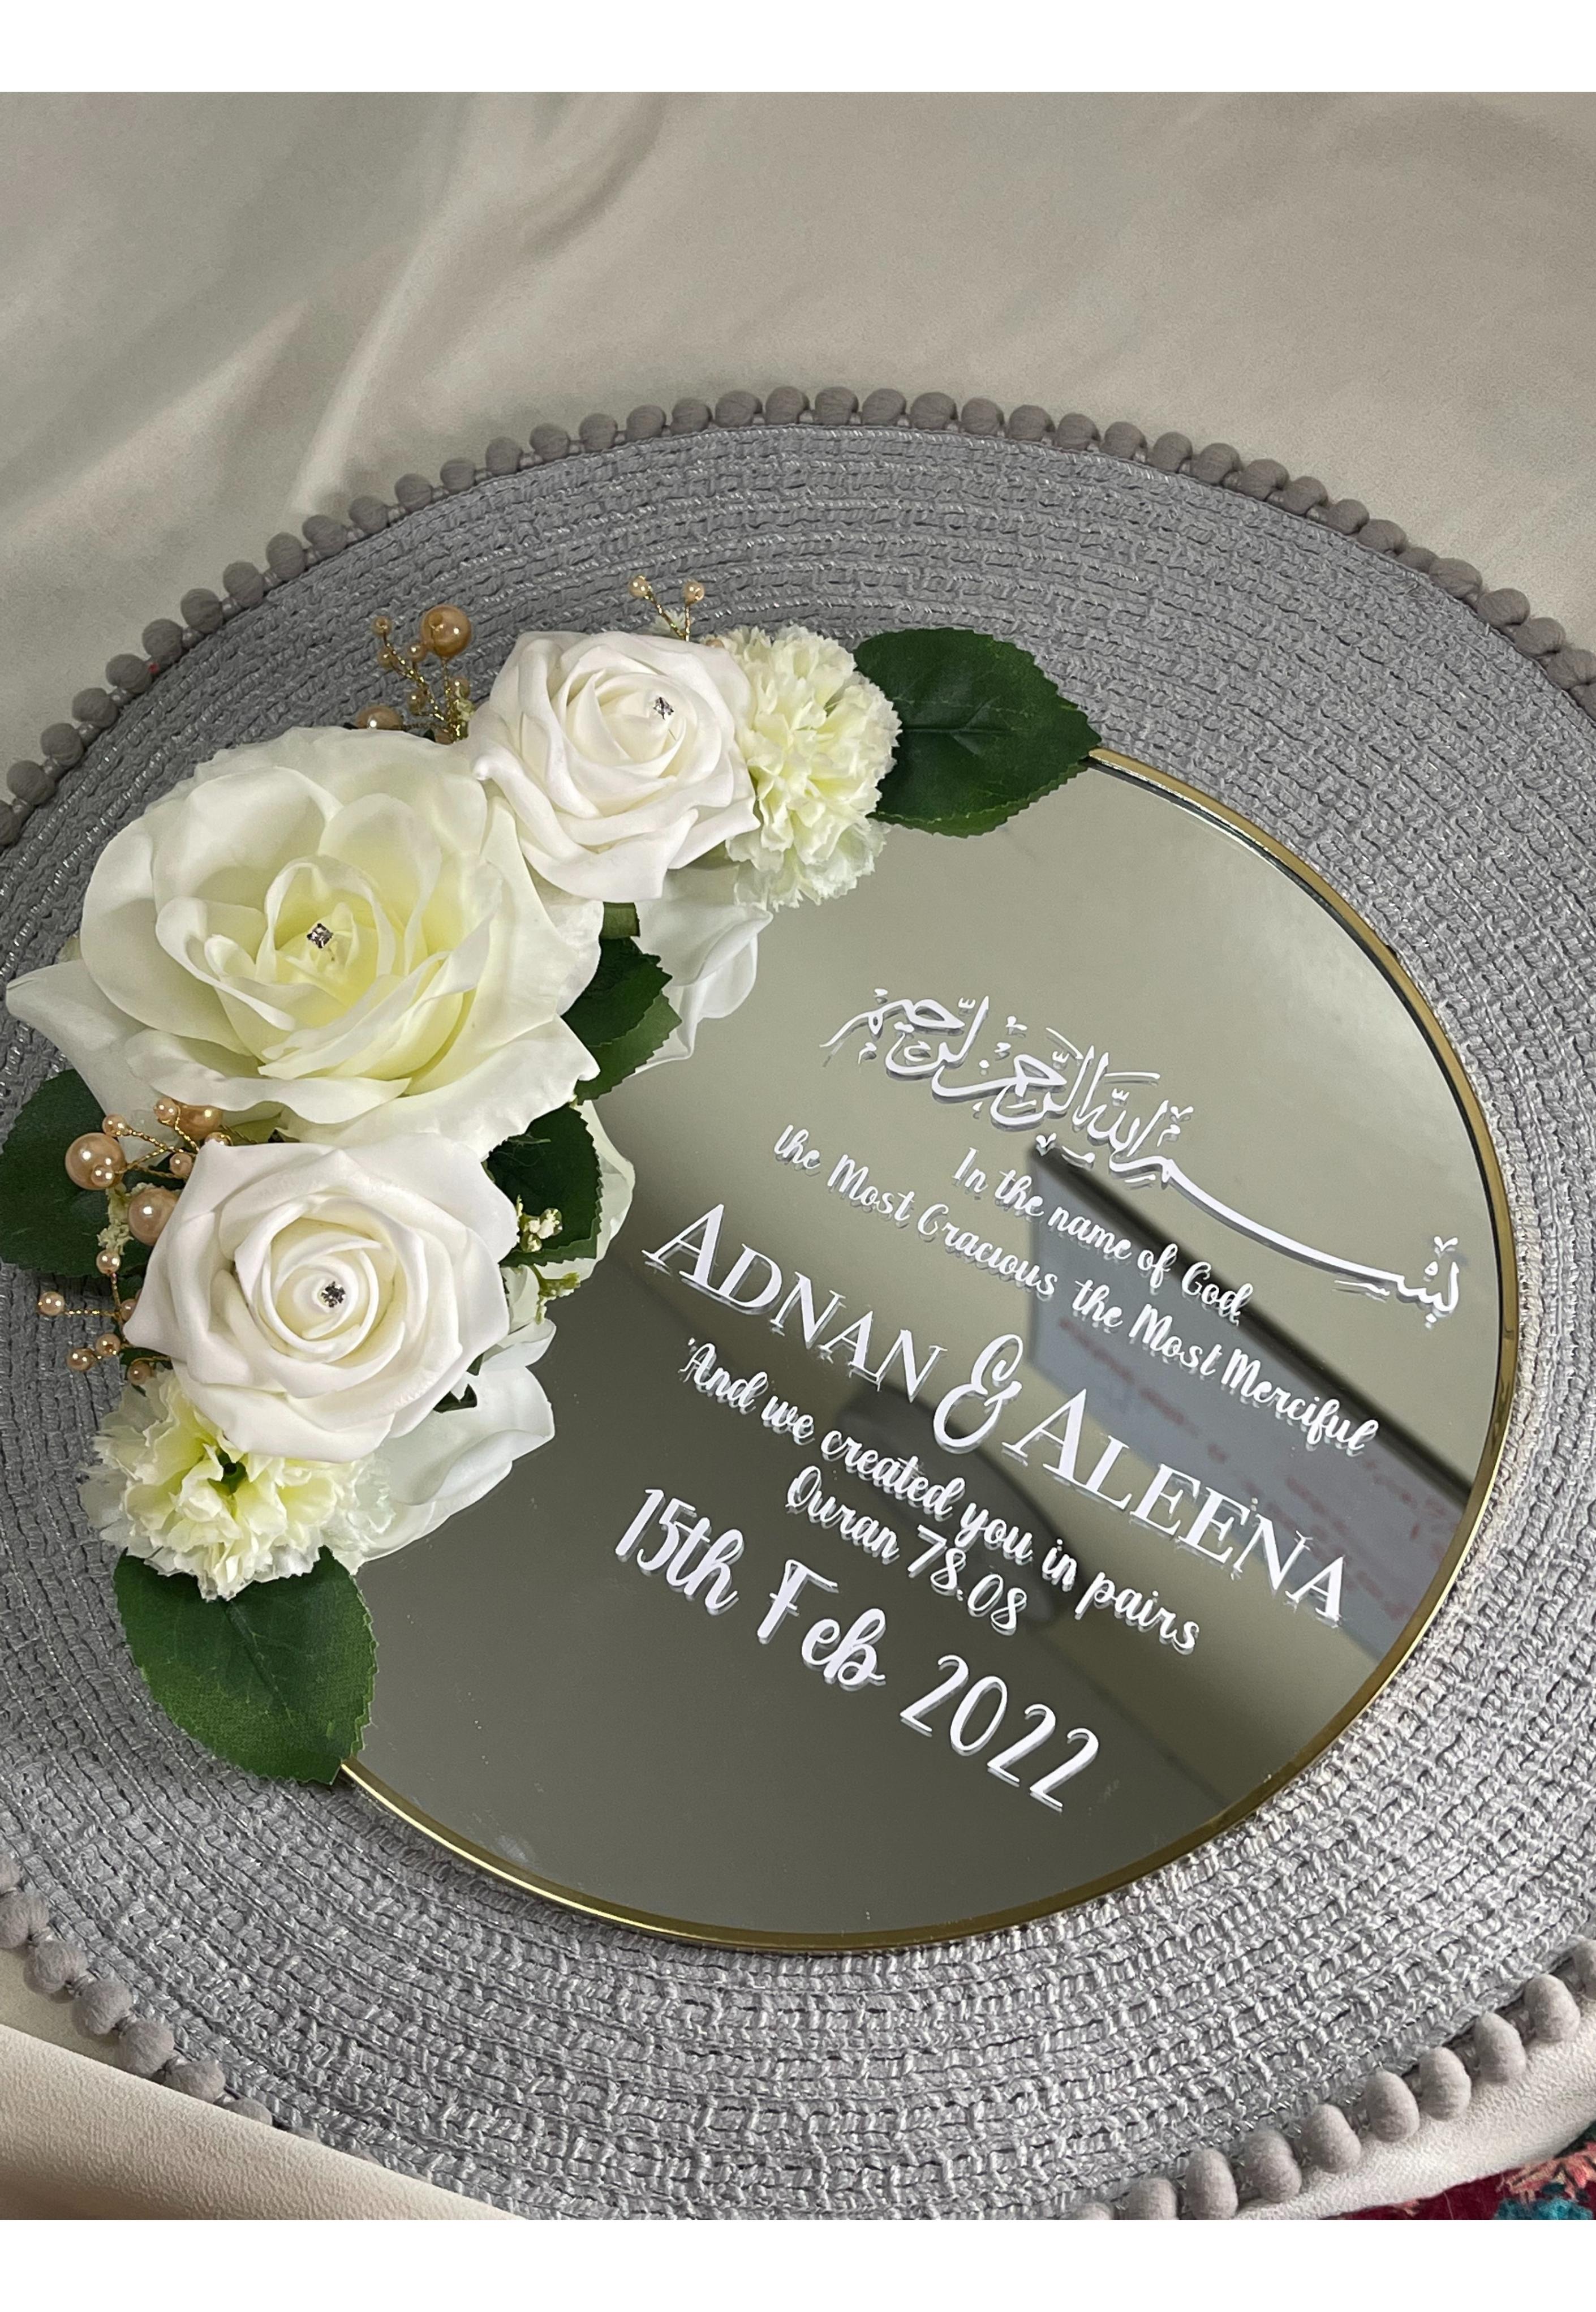 بسم الله الرحمن الرحيم
In the name of God,
the Most Gracious the Most Merciful
ADNAN & ALEENA
'And we created you in pairs
Quran 78:08
15th Feb 2022